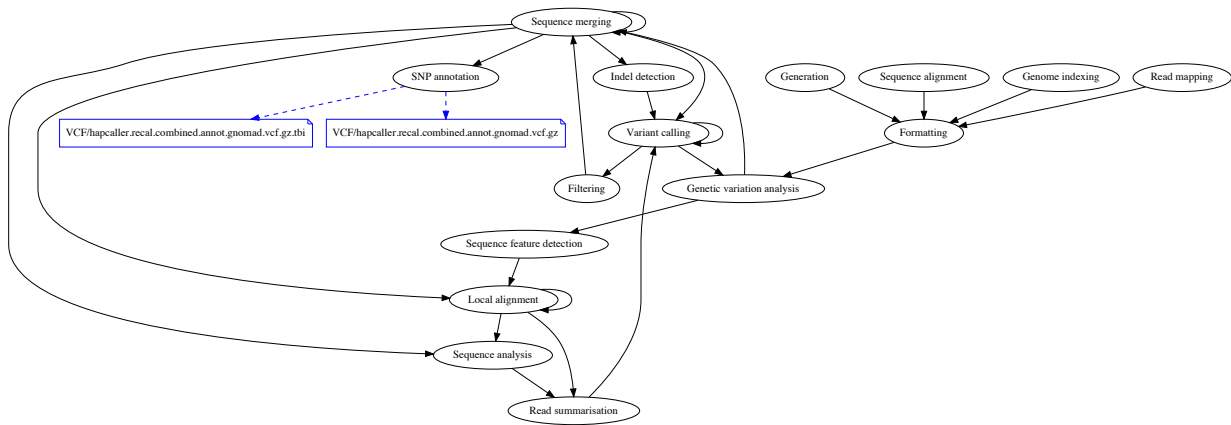 Sequence merging
SNP annotation
Indel detection
Generation
Sequence alignment
Genome indexing
Read mapping
VCF/hapcaller.recal.combined.annot.gnomad.vcf.gz.tbi
VCF/hapcaller.recal.combined.annot.gnomad.vcf.gz
Variant calling
Formatting
Filtering
Genetic variation analysis
Sequence feature detection
Local alignment
Sequence analysis
Read summarisation